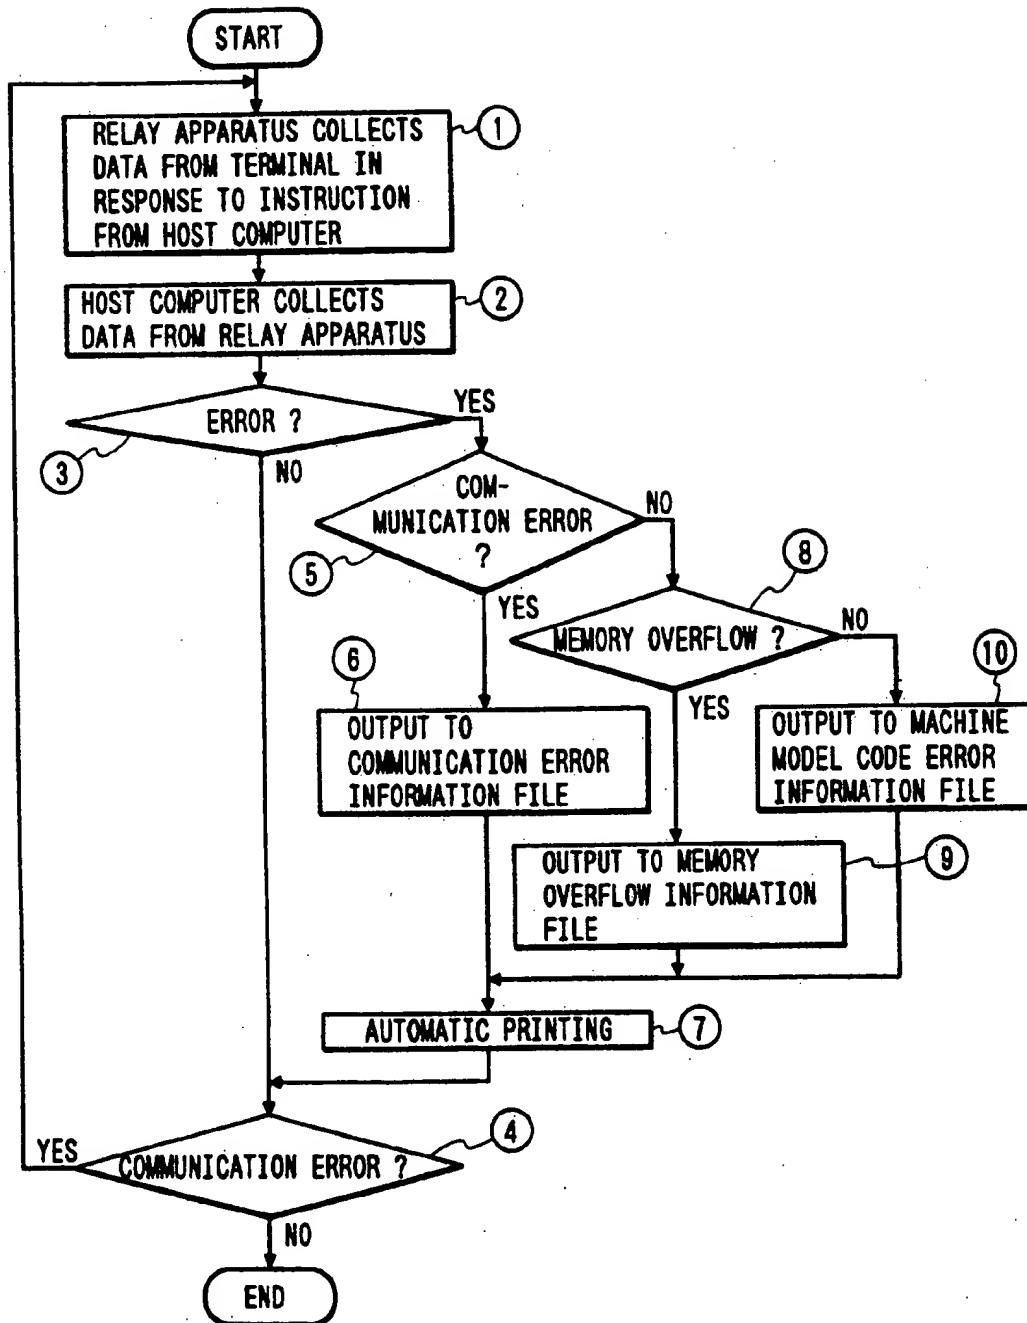 START
RELAY APPARATUS COLLECTS
DATA FROM TERMINAL IN
RESPONSE TO INSTRUCTION
FROM HOST COMPUTER
1
HOST COMPUTER COLLECTS
DATA FROM RELAY APPARATUS
2
ERROR ?
YES
3
NO
COM-
MUNICATION ERROR
?
NO
5
YES
8
MEMORY OVERFLOW ?
NO
YES
6
OUTPUT TO
COMMUNICATION ERROR
INFORMATION FILE
10
OUTPUT TO MACHINE
MODEL CODE ERROR
INFORMATION FILE
OUTPUT TO MEMORY
OVERFLOW INFORMATION
FILE
9
AUTOMATIC PRINTING
7
YES
COMMUNICATION ERROR ?
4
NO
END